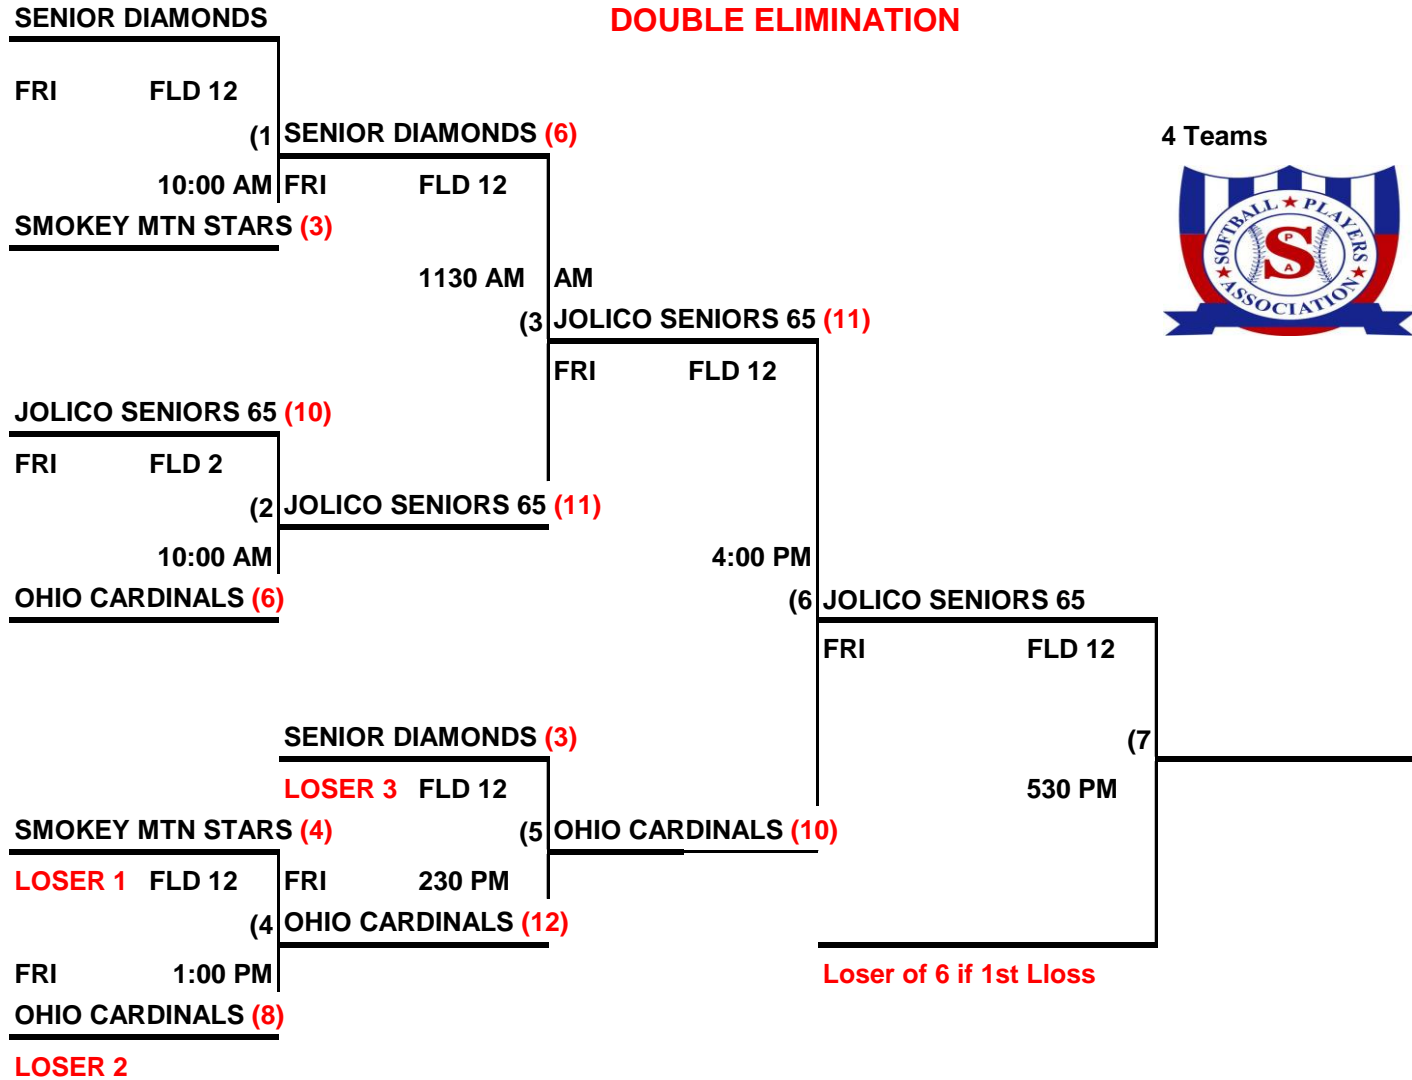 SENIOR DIAMONDS
DOUBLE ELIMINATION
FRI FLD 12
(1 SENIOR DIAMONDS (6)
4 Teams
10:00 AM FRI FLD 12
SMOKEY MTN STARS (3)
SOFTBALL ★ PLAYERS
S
P
A
★ ASSOCIATION ★
1130 AM AM
(3 JOLICO SENIORS 65 (11)
FRI FLD 12
JOLICO SENIORS 65 (10)
FRI FLD 2
(2 JOLICO SENIORS 65 (11)
10:00 AM 4:00 PM
OHIO CARDINALS (6)
(6 JOLICO SENIORS 65
FRI FLD 12
SENIOR DIAMONDS (3)
(7
LOSER 3 FLD 12
530 PM
SMOKEY MTN STARS (4)
(5 OHIO CARDINALS (10)
LOSER 1 FLD 12 FRI 230 PM
(4 OHIO CARDINALS (12)
FRI 1:00 PM
Loser of 6 if 1st Lloss
OHIO CARDINALS (8)
LOSER 2